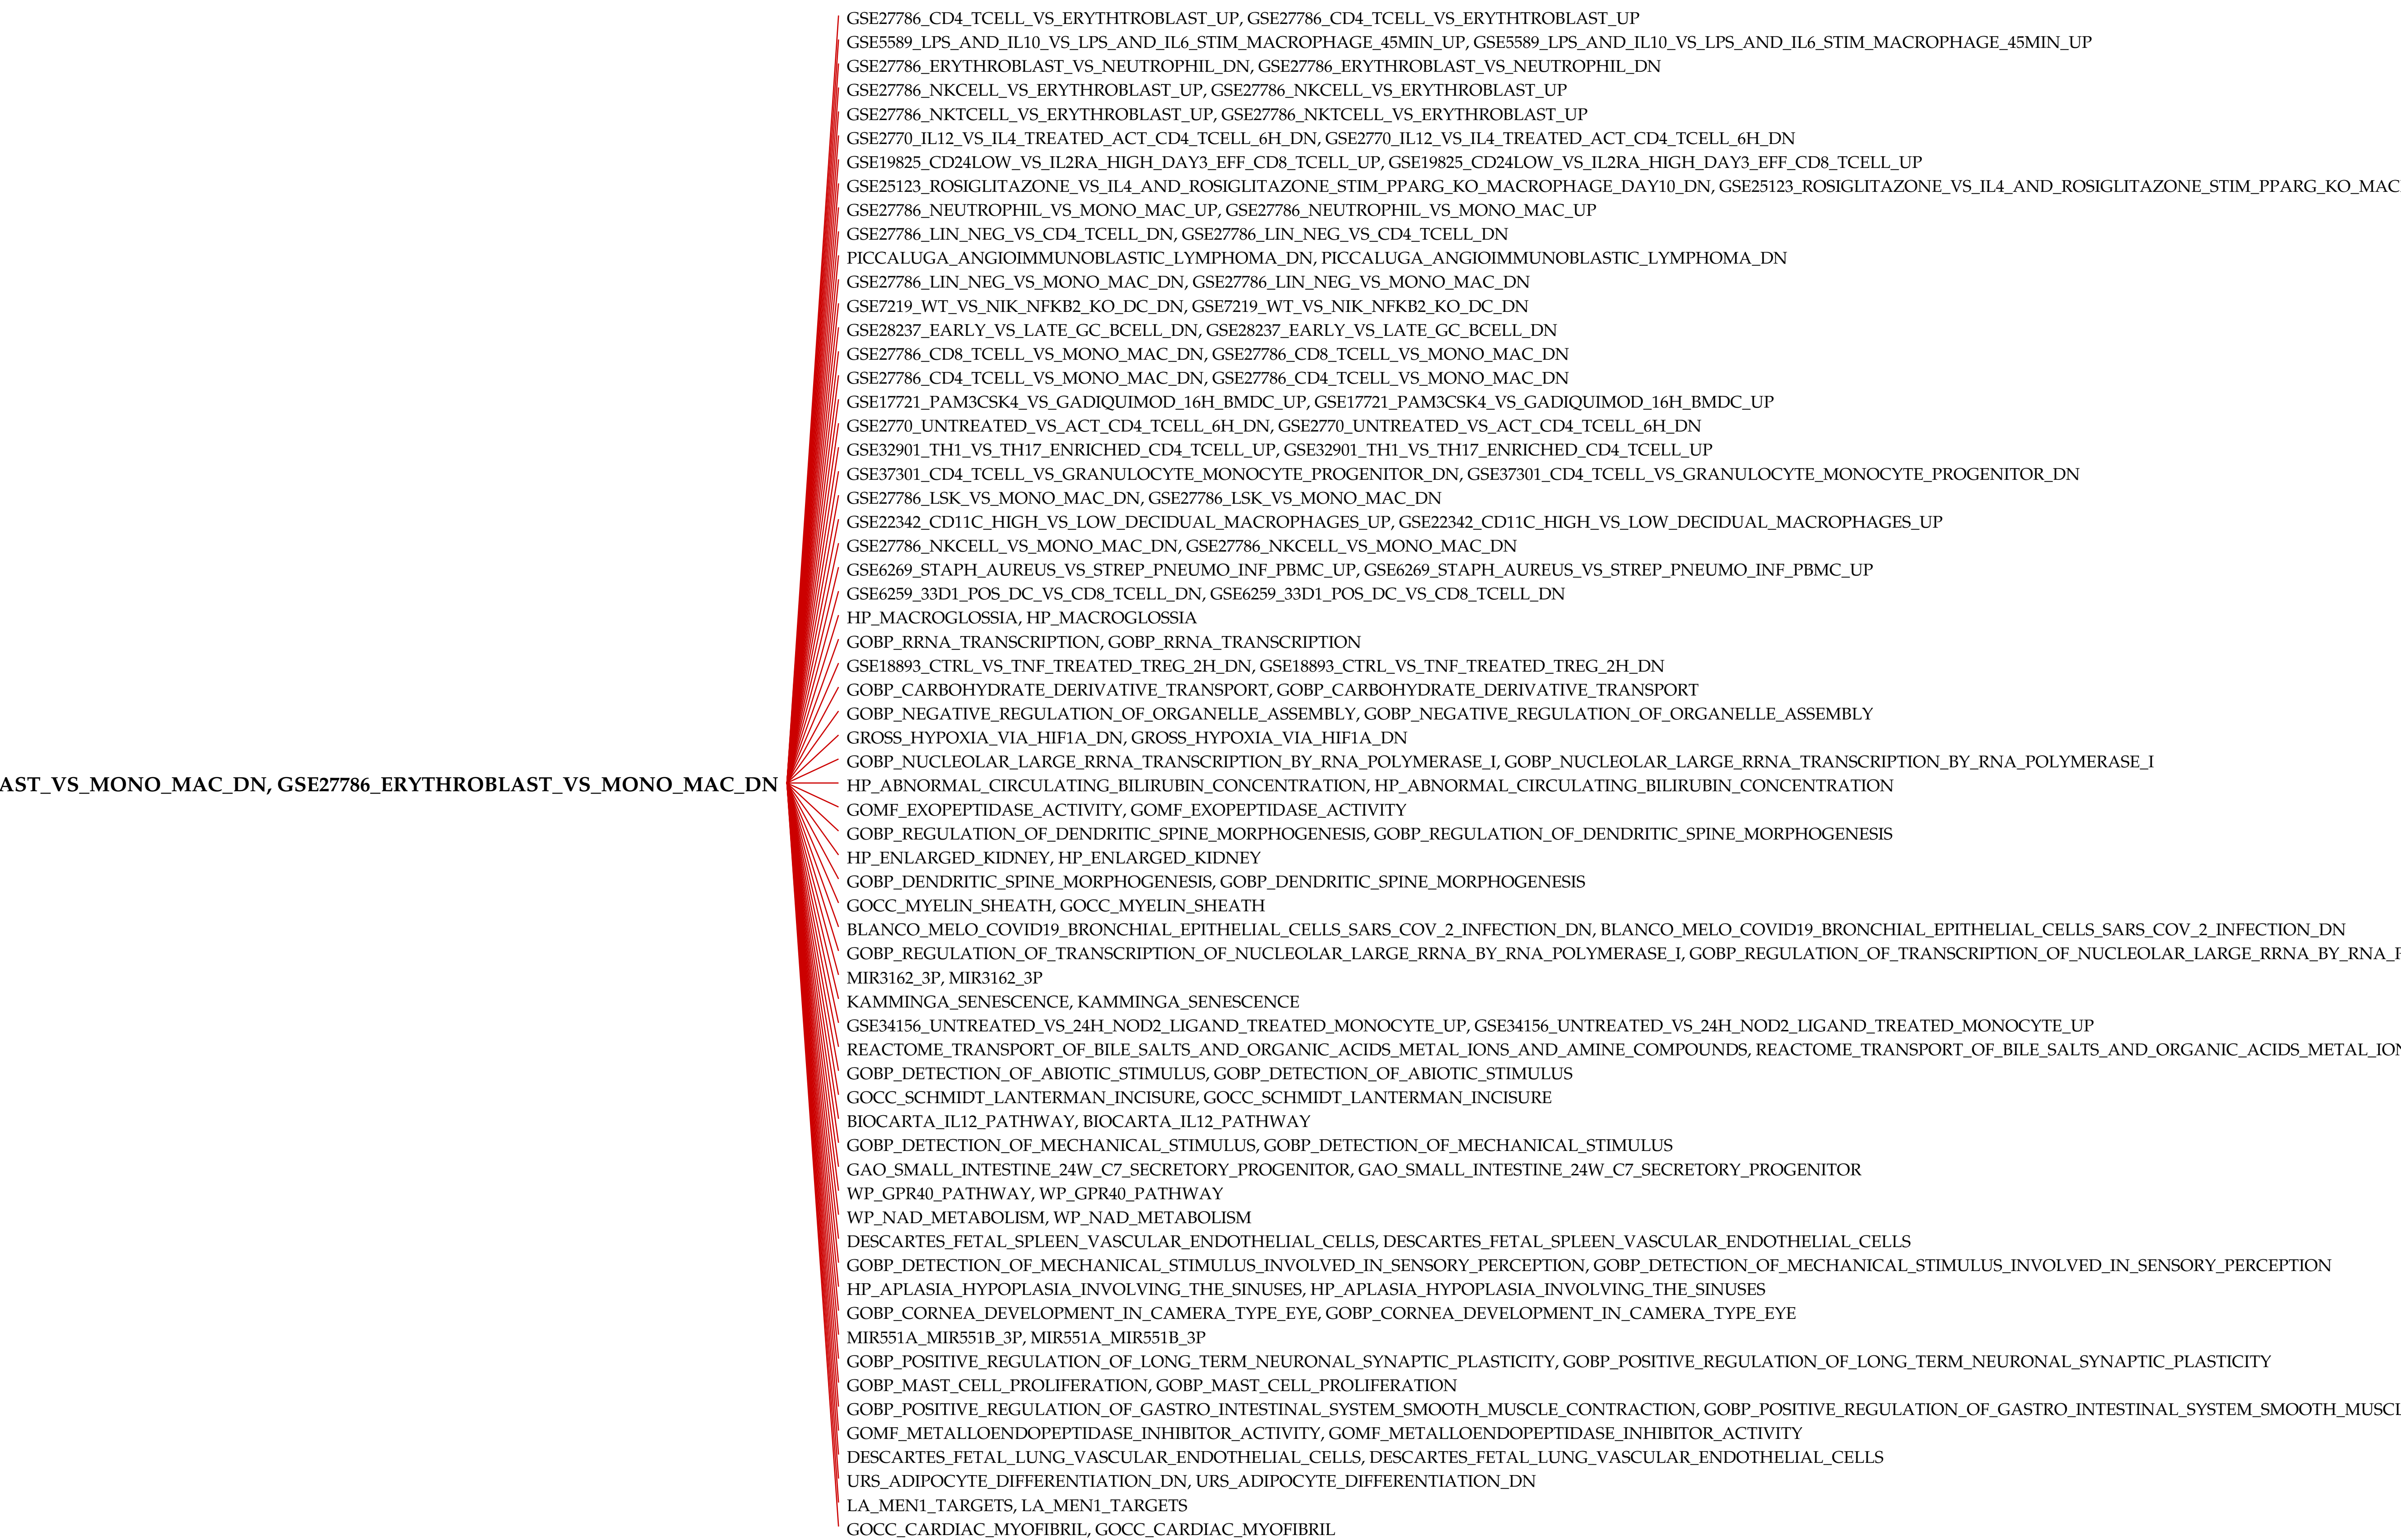 GSE27786_CD4_TCELL_VS_ERYTHTROBLAST_UP, GSE27786_CD4_TCELL_VS_ERYTHTROBLAST_UP
GSE5589_LPS_AND_IL10_VS_LPS_AND_IL6_STIM_MACROPHAGE_45MIN_UP, GSE5589_LPS_AND_IL10_VS_LPS_AND_IL6_STIM_MACROPHAGE_45MIN_UP
GSE27786_ERYTHROBLAST_VS_NEUTROPHIL_DN, GSE27786_ERYTHROBLAST_VS_NEUTROPHIL_DN
GSE27786_NKCELL_VS_ERYTHROBLAST_UP, GSE27786_NKCELL_VS_ERYTHROBLAST_UP
GSE27786_NKTCELL_VS_ERYTHROBLAST_UP, GSE27786_NKTCELL_VS_ERYTHROBLAST_UP
GSE2770_IL12_VS_IL4_TREATED_ACT_CD4_TCELL_6H_DN, GSE2770_IL12_VS_IL4_TREATED_ACT_CD4_TCELL_6H_DN
GSE19825_CD24LOW_VS_IL2RA_HIGH_DAY3_EFF_CD8_TCELL_UP, GSE19825_CD24LOW_VS_IL2RA_HIGH_DAY3_EFF_CD8_TCELL_UP
GSE25123_ROSIGLITAZONE_VS_IL4_AND_ROSIGLITAZONE_STIM_PPARG_KO_MACROPHAGE_DAY10_DN, GSE25123_ROSIGLITAZONE_VS_IL4_AND_ROSIGLITAZONE_STIM_PPARG_KO_MAC
GSE27786_NEUTROPHIL_VS_MONO_MAC_UP, GSE27786_NEUTROPHIL_VS_MONO_MAC_UP
GSE27786_LIN_NEG_VS_CD4_TCELL_DN, GSE27786_LIN_NEG_VS_CD4_TCELL_DN
PICCALUGA_ANGIOIMMUNOBLASTIC_LYMPHOMA_DN, PICCALUGA_ANGIOIMMUNOBLASTIC_LYMPHOMA_DN
GSE27786_LIN_NEG_VS_MONO_MAC_DN, GSE27786_LIN_NEG_VS_MONO_MAC_DN
GSE7219_WT_VS_NIK_NFKB2_KO_DC_DN, GSE7219_WT_VS_NIK_NFKB2_KO_DC_DN
GSE28237_EARLY_VS_LATE_GC_BCELL_DN, GSE28237_EARLY_VS_LATE_GC_BCELL_DN
GSE27786_CD8_TCELL_VS_MONO_MAC_DN, GSE27786_CD8_TCELL_VS_MONO_MAC_DN
GSE27786_CD4_TCELL_VS_MONO_MAC_DN, GSE27786_CD4_TCELL_VS_MONO_MAC_DN
GSE17721_PAM3CSK4_VS_GADIQUIMOD_16H_BMDC_UP, GSE17721_PAM3CSK4_VS_GADIQUIMOD_16H_BMDC_UP
GSE2770_UNTREATED_VS_ACT_CD4_TCELL_6H_DN, GSE2770_UNTREATED_VS_ACT_CD4_TCELL_6H_DN
GSE32901_TH1_VS_TH17_ENRICHED_CD4_TCELL_UP, GSE32901_TH1_VS_TH17_ENRICHED_CD4_TCELL_UP
GSE37301_CD4_TCELL_VS_GRANULOCYTE_MONOCYTE_PROGENITOR_DN, GSE37301_CD4_TCELL_VS_GRANULOCYTE_MONOCYTE_PROGENITOR_DN
GSE27786_LSK_VS_MONO_MAC_DN, GSE27786_LSK_VS_MONO_MAC_DN
GSE22342_CD11C_HIGH_VS_LOW_DECIDUAL_MACROPHAGES_UP, GSE22342_CD11C_HIGH_VS_LOW_DECIDUAL_MACROPHAGES_UP
GSE27786_NKCELL_VS_MONO_MAC_DN, GSE27786_NKCELL_VS_MONO_MAC_DN
GSE6269_STAPH_AUREUS_VS_STREP_PNEUMO_INF_PBMC_UP, GSE6269_STAPH_AUREUS_VS_STREP_PNEUMO_INF_PBMC_UP
GSE6259_33D1_POS_DC_VS_CD8_TCELL_DN, GSE6259_33D1_POS_DC_VS_CD8_TCELL_DN
HP_MACROGLOSSIA, HP_MACROGLOSSIA
GOBP_RRNA_TRANSCRIPTION, GOBP_RRNA_TRANSCRIPTION
GSE18893_CTRL_VS_TNF_TREATED_TREG_2H_DN, GSE18893_CTRL_VS_TNF_TREATED_TREG_2H_DN
GOBP_CARBOHYDRATE_DERIVATIVE_TRANSPORT, GOBP_CARBOHYDRATE_DERIVATIVE_TRANSPORT
GOBP_NEGATIVE_REGULATION_OF_ORGANELLE_ASSEMBLY, GOBP_NEGATIVE_REGULATION_OF_ORGANELLE_ASSEMBLY
GROSS_HYPOXIA_VIA_HIF1A_DN, GROSS_HYPOXIA_VIA_HIF1A_DN
GOBP_NUCLEOLAR_LARGE_RRNA_TRANSCRIPTION_BY_RNA_POLYMERASE_I, GOBP_NUCLEOLAR_LARGE_RRNA_TRANSCRIPTION_BY_RNA_POLYMERASE_I
AST_VS_MONO_MAC_DN, GSE27786_ERYTHROBLAST_VS_MONO_MAC_DN
HP_ABNORMAL_CIRCULATING_BILIRUBIN_CONCENTRATION, HP_ABNORMAL_CIRCULATING_BILIRUBIN_CONCENTRATION
GOMF_EXOPEPTIDASE_ACTIVITY, GOMF_EXOPEPTIDASE_ACTIVITY
GOBP_REGULATION_OF_DENDRITIC_SPINE_MORPHOGENESIS, GOBP_REGULATION_OF_DENDRITIC_SPINE_MORPHOGENESIS
HP_ENLARGED_KIDNEY, HP_ENLARGED_KIDNEY
GOBP_DENDRITIC_SPINE_MORPHOGENESIS, GOBP_DENDRITIC_SPINE_MORPHOGENESIS
GOCC_MYELIN_SHEATH, GOCC_MYELIN_SHEATH
BLANCO_MELO_COVID19_BRONCHIAL_EPITHELIAL_CELLS_SARS_COV_2_INFECTION_DN, BLANCO_MELO_COVID19_BRONCHIAL_EPITHELIAL_CELLS_SARS_COV_2_INFECTION_DN
GOBP_REGULATION_OF_TRANSCRIPTION_OF_NUCLEOLAR_LARGE_RRNA_BY_RNA_POLYMERASE_I, GOBP_REGULATION_OF_TRANSCRIPTION_OF_NUCLEOLAR_LARGE_RRNA_BY_RNA_P
MIR3162_3P, MIR3162_3P
KAMMINGA_SENESCENCE, KAMMINGA_SENESCENCE
GSE34156_UNTREATED_VS_24H_NOD2_LIGAND_TREATED_MONOCYTE_UP, GSE34156_UNTREATED_VS_24H_NOD2_LIGAND_TREATED_MONOCYTE_UP
REACTOME_TRANSPORT_OF_BILE_SALTS_AND_ORGANIC_ACIDS_METAL_IONS_AND_AMINE_COMPOUNDS, REACTOME_TRANSPORT_OF_BILE_SALTS_AND_ORGANIC_ACIDS_METAL_ION
GOBP_DETECTION_OF_ABIOTIC_STIMULUS, GOBP_DETECTION_OF_ABIOTIC_STIMULUS
GOCC_SCHMIDT_LANTERMAN_INCISURE, GOCC_SCHMIDT_LANTERMAN_INCISURE
BIOCARTA_IL12_PATHWAY, BIOCARTA_IL12_PATHWAY
GOBP_DETECTION_OF_MECHANICAL_STIMULUS, GOBP_DETECTION_OF_MECHANICAL_STIMULUS
GAO_SMALL_INTESTINE_24W_C7_SECRETORY_PROGENITOR, GAO_SMALL_INTESTINE_24W_C7_SECRETORY_PROGENITOR
WP_GPR40_PATHWAY, WP_GPR40_PATHWAY
WP_NAD_METABOLISM, WP_NAD_METABOLISM
DESCARTES_FETAL_SPLEEN_VASCULAR_ENDOTHELIAL_CELLS, DESCARTES_FETAL_SPLEEN_VASCULAR_ENDOTHELIAL_CELLS
GOBP_DETECTION_OF_MECHANICAL_STIMULUS_INVOLVED_IN_SENSORY_PERCEPTION, GOBP_DETECTION_OF_MECHANICAL_STIMULUS_INVOLVED_IN_SENSORY_PERCEPTION
HP_APLASIA_HYPOPLASIA_INVOLVING_THE_SINUSES, HP_APLASIA_HYPOPLASIA_INVOLVING_THE_SINUSES
GOBP_CORNEA_DEVELOPMENT_IN_CAMERA_TYPE_EYE, GOBP_CORNEA_DEVELOPMENT_IN_CAMERA_TYPE_EYE
MIR551A_MIR551B_3P, MIR551A_MIR551B_3P
GOBP_POSITIVE_REGULATION_OF_LONG_TERM_NEURONAL_SYNAPTIC_PLASTICITY, GOBP_POSITIVE_REGULATION_OF_LONG_TERM_NEURONAL_SYNAPTIC_PLASTICITY
GOBP_MAST_CELL_PROLIFERATION, GOBP_MAST_CELL_PROLIFERATION
GOBP_POSITIVE_REGULATION_OF_GASTRO_INTESTINAL_SYSTEM_SMOOTH_MUSCLE_CONTRACTION, GOBP_POSITIVE_REGULATION_OF_GASTRO_INTESTINAL_SYSTEM_SMOOTH_MUSCL
GOMF_METALLOENDOPEPTIDASE_INHIBITOR_ACTIVITY, GOMF_METALLOENDOPEPTIDASE_INHIBITOR_ACTIVITY
DESCARTES_FETAL_LUNG_VASCULAR_ENDOTHELIAL_CELLS, DESCARTES_FETAL_LUNG_VASCULAR_ENDOTHELIAL_CELLS
URS_ADIPOCYTE_DIFFERENTIATION_DN, URS_ADIPOCYTE_DIFFERENTIATION_DN
LA_MEN1_TARGETS, LA_MEN1_TARGETS
GOCC_CARDIAC_MYOFIBRIL, GOCC_CARDIAC_MYOFIBRIL